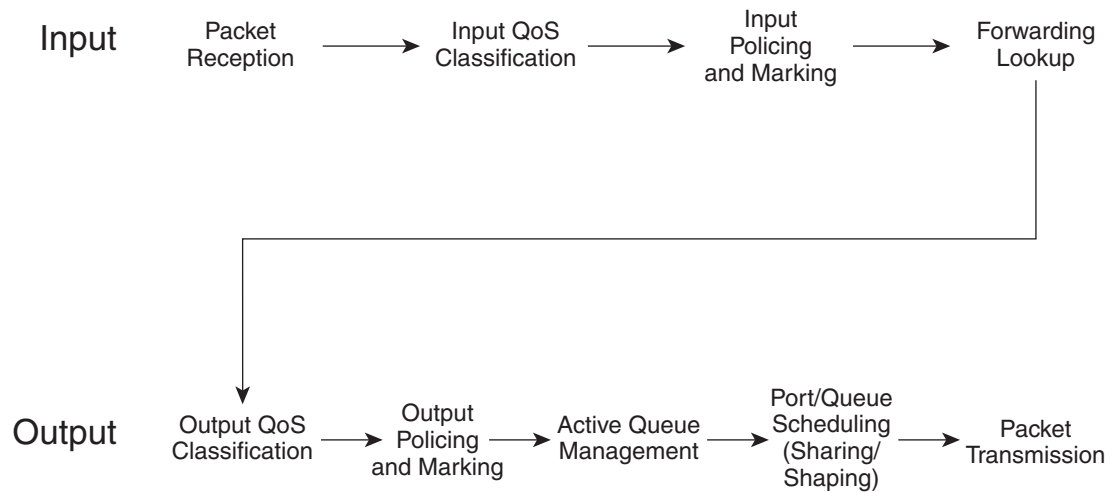 Input
Packet
Reception
Input QoS
Classification
Input
Policing
and Marking
Forwarding
Lookup
Output
Output QoS
Classification
Output
Policing
and Marking
Active Queue
Management
Port/Queue
Scheduling
(Sharing/
Shaping)
Packet
Transmission